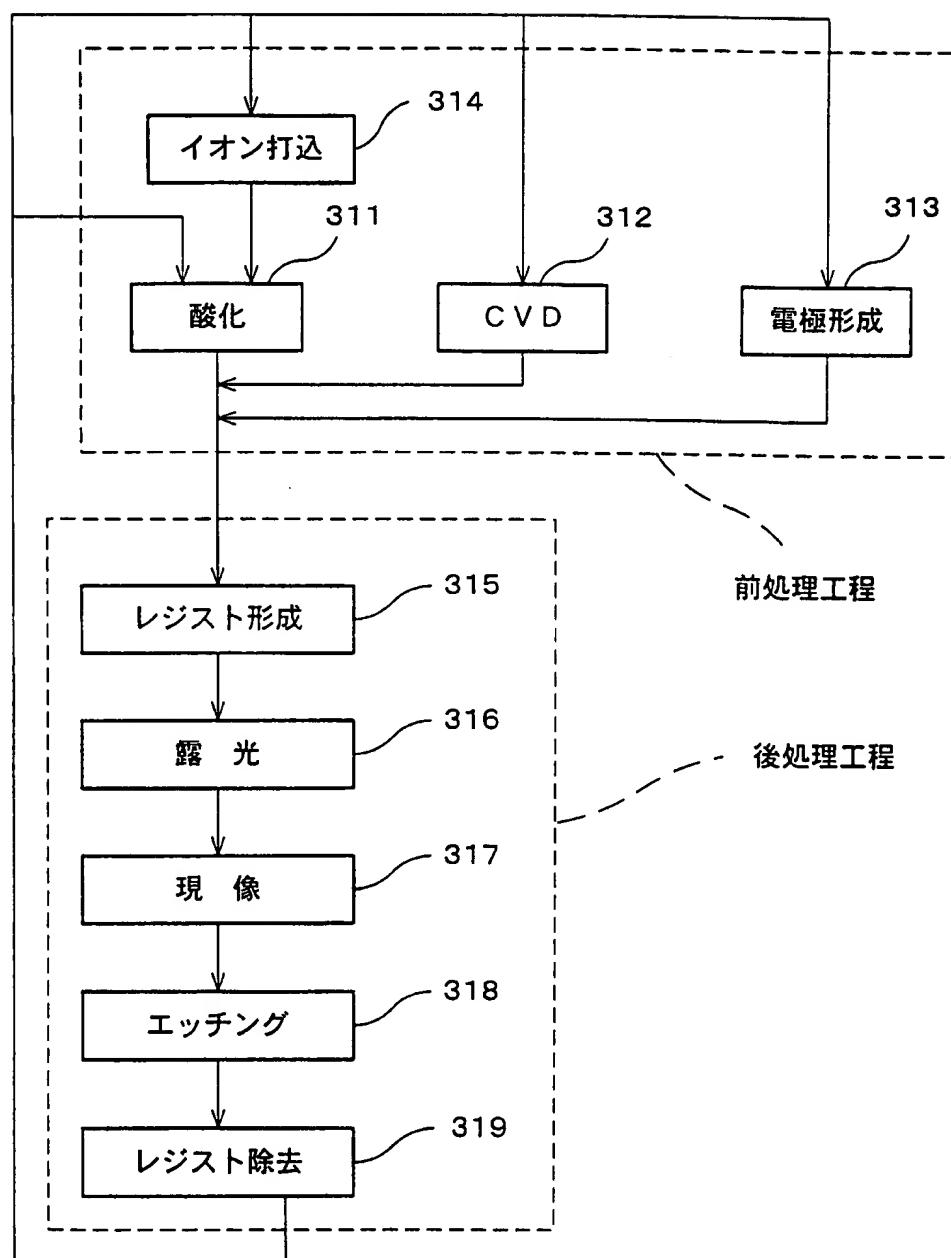 314
イオン打込
311
312
313
酸化
CVD
電極形成
前処理工程
315
レジスト形成
316
露 光
後処理工程
317
現 像
318
エッチング
319
レジスト除去